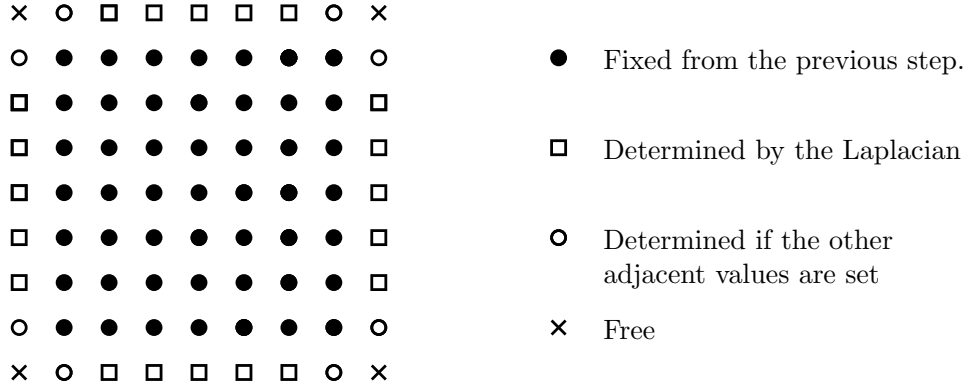 Fixed from the previous step.
Determined by the Laplacian
Determined if the other
adjacent values are set
Free